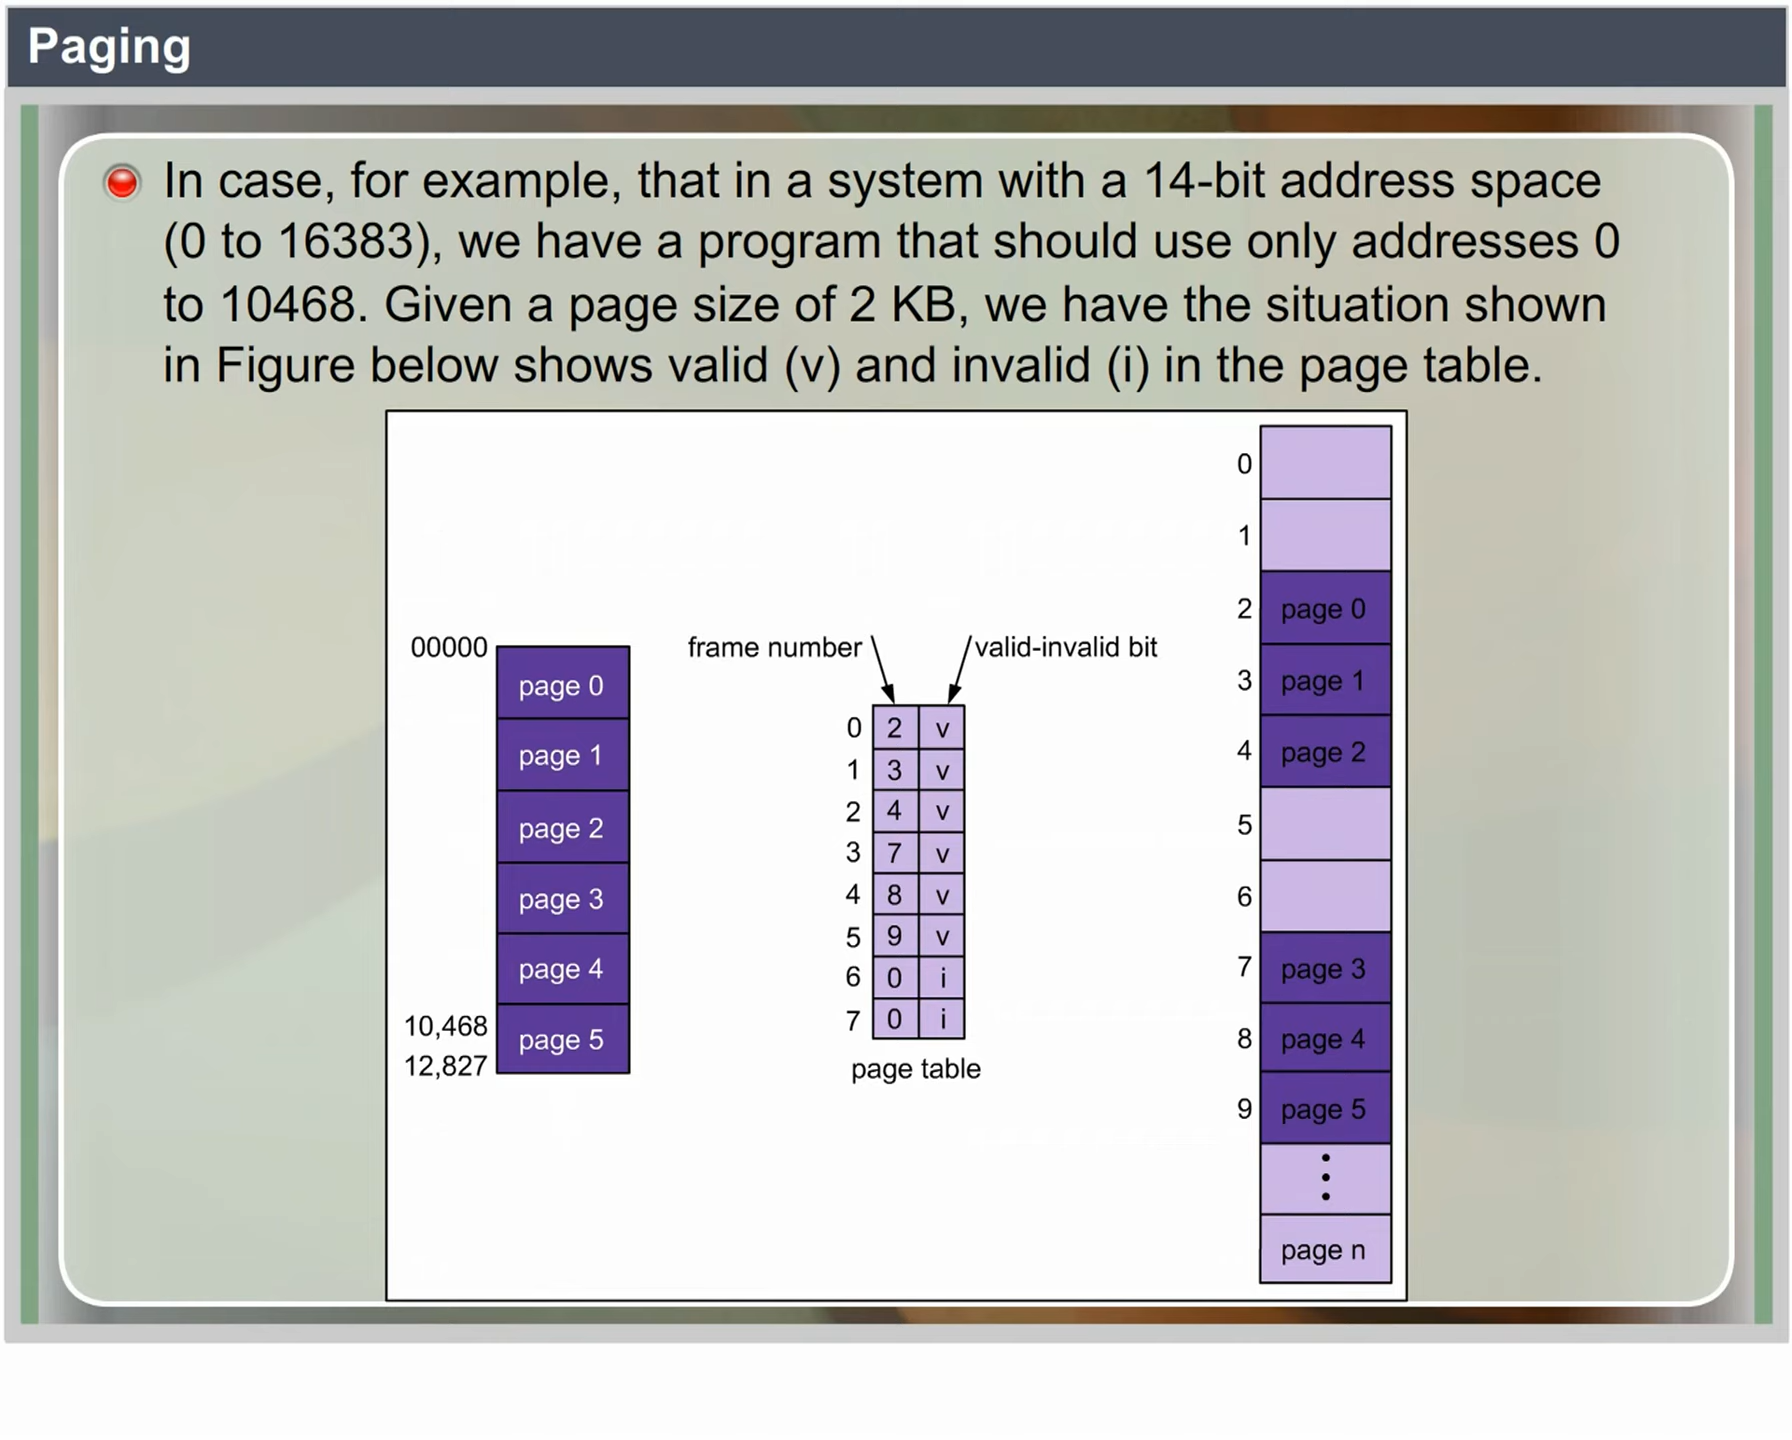 Paging
In case, for example, that in a system with a 14-bit address space
(0 to 16383), we have a program that should use only addresses 0
to 10468. Given a page size of 2 KB, we have the situation shown
in Figure below shows valid (v) and invalid (i) in the page table.
00000
page 0
page 1
page 2
page 3
page 4
10,468
page 5
12,827
frame number
valid-invalid bit
0 2 v
1 3 v
2 4 v
3 7 v
4 8 v
5 9 v
6 0 i
7 0 i
page table
0
1
2 page 0
3 page 1
4 page 2
5
6
7 page 3
8 page 4
9 page 5
page n